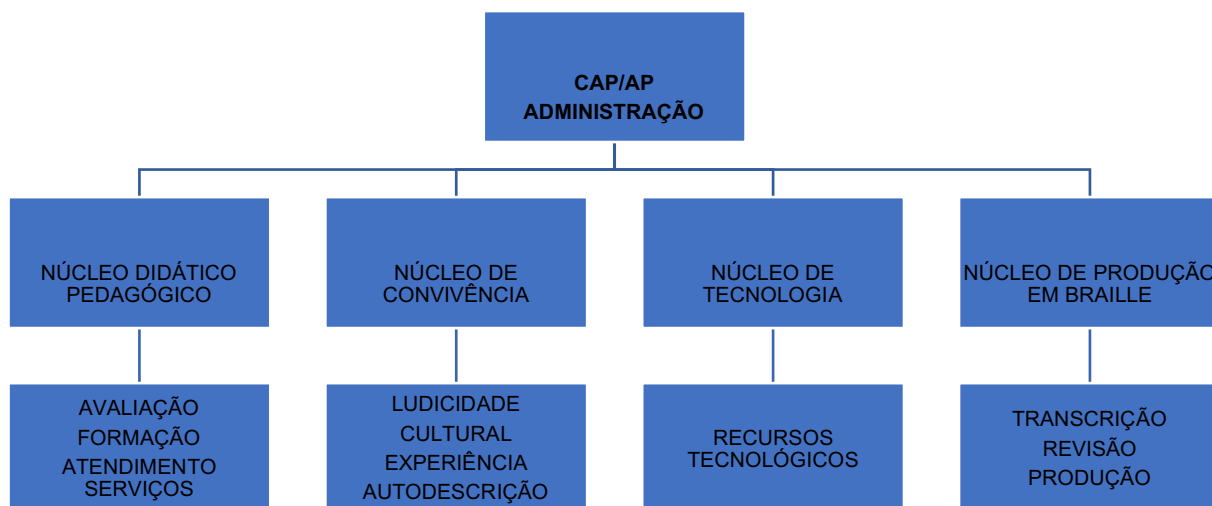 CAP/AP
ADMINISTRAÇÃO
NÚCLEO DIDÁTICO
PEDAGÓGICO
NÚCLEO DE
CONVIVÊNCIA
NÚCLEO DE
TECNOLOGIA
NÚCLEO DE PRODUÇÃO
EM BRAILLE
AVALIAÇÃO
FORMAÇÃO
ATENDIMENTO
SERVIÇOS
LUDICIDADE
CULTURAL
EXPERIÊNCIA
AUTODESCRIÇÃO
RECURSOS
TECNOLÓGICOS
TRANSCRIÇÃO
REVISÃO
PRODUÇÃO